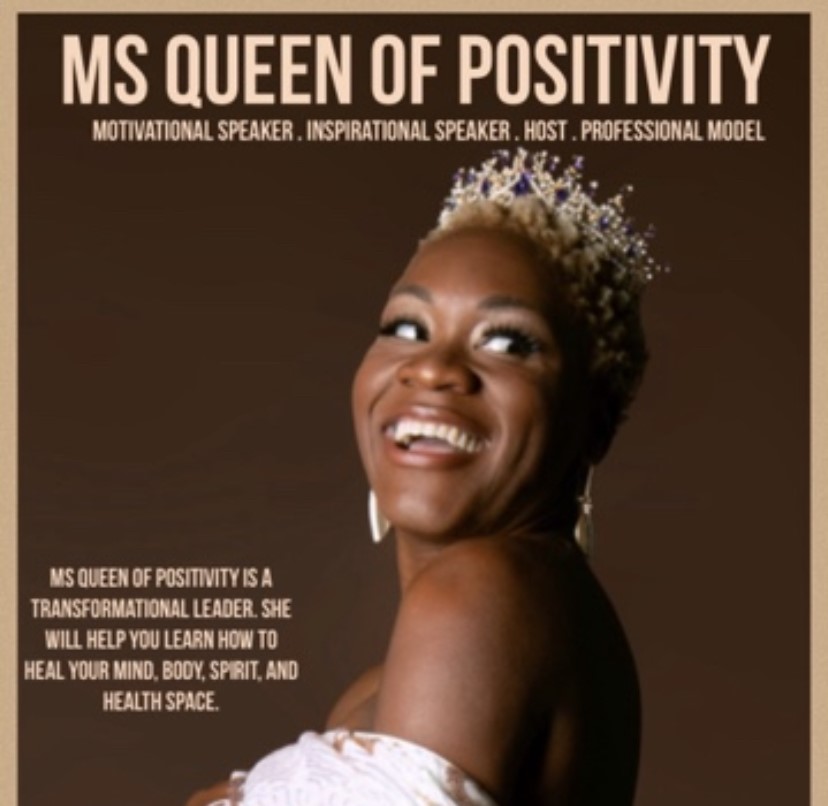 MS QUEEN OF POSITIVITY
MOTIVATIONAL SPEAKER . INSPIRATIONAL SPEAKER . HOST . PROFESSIONAL MODEL
MS QUEEN OF POSITIVITY IS A
TRANSFORMATIONAL LEADER. SHE
WILL HELP YOU LEARN HOW TO
HEAL YOUR MIND, BODY, SPIRIT, AND
HEALTH SPACE.